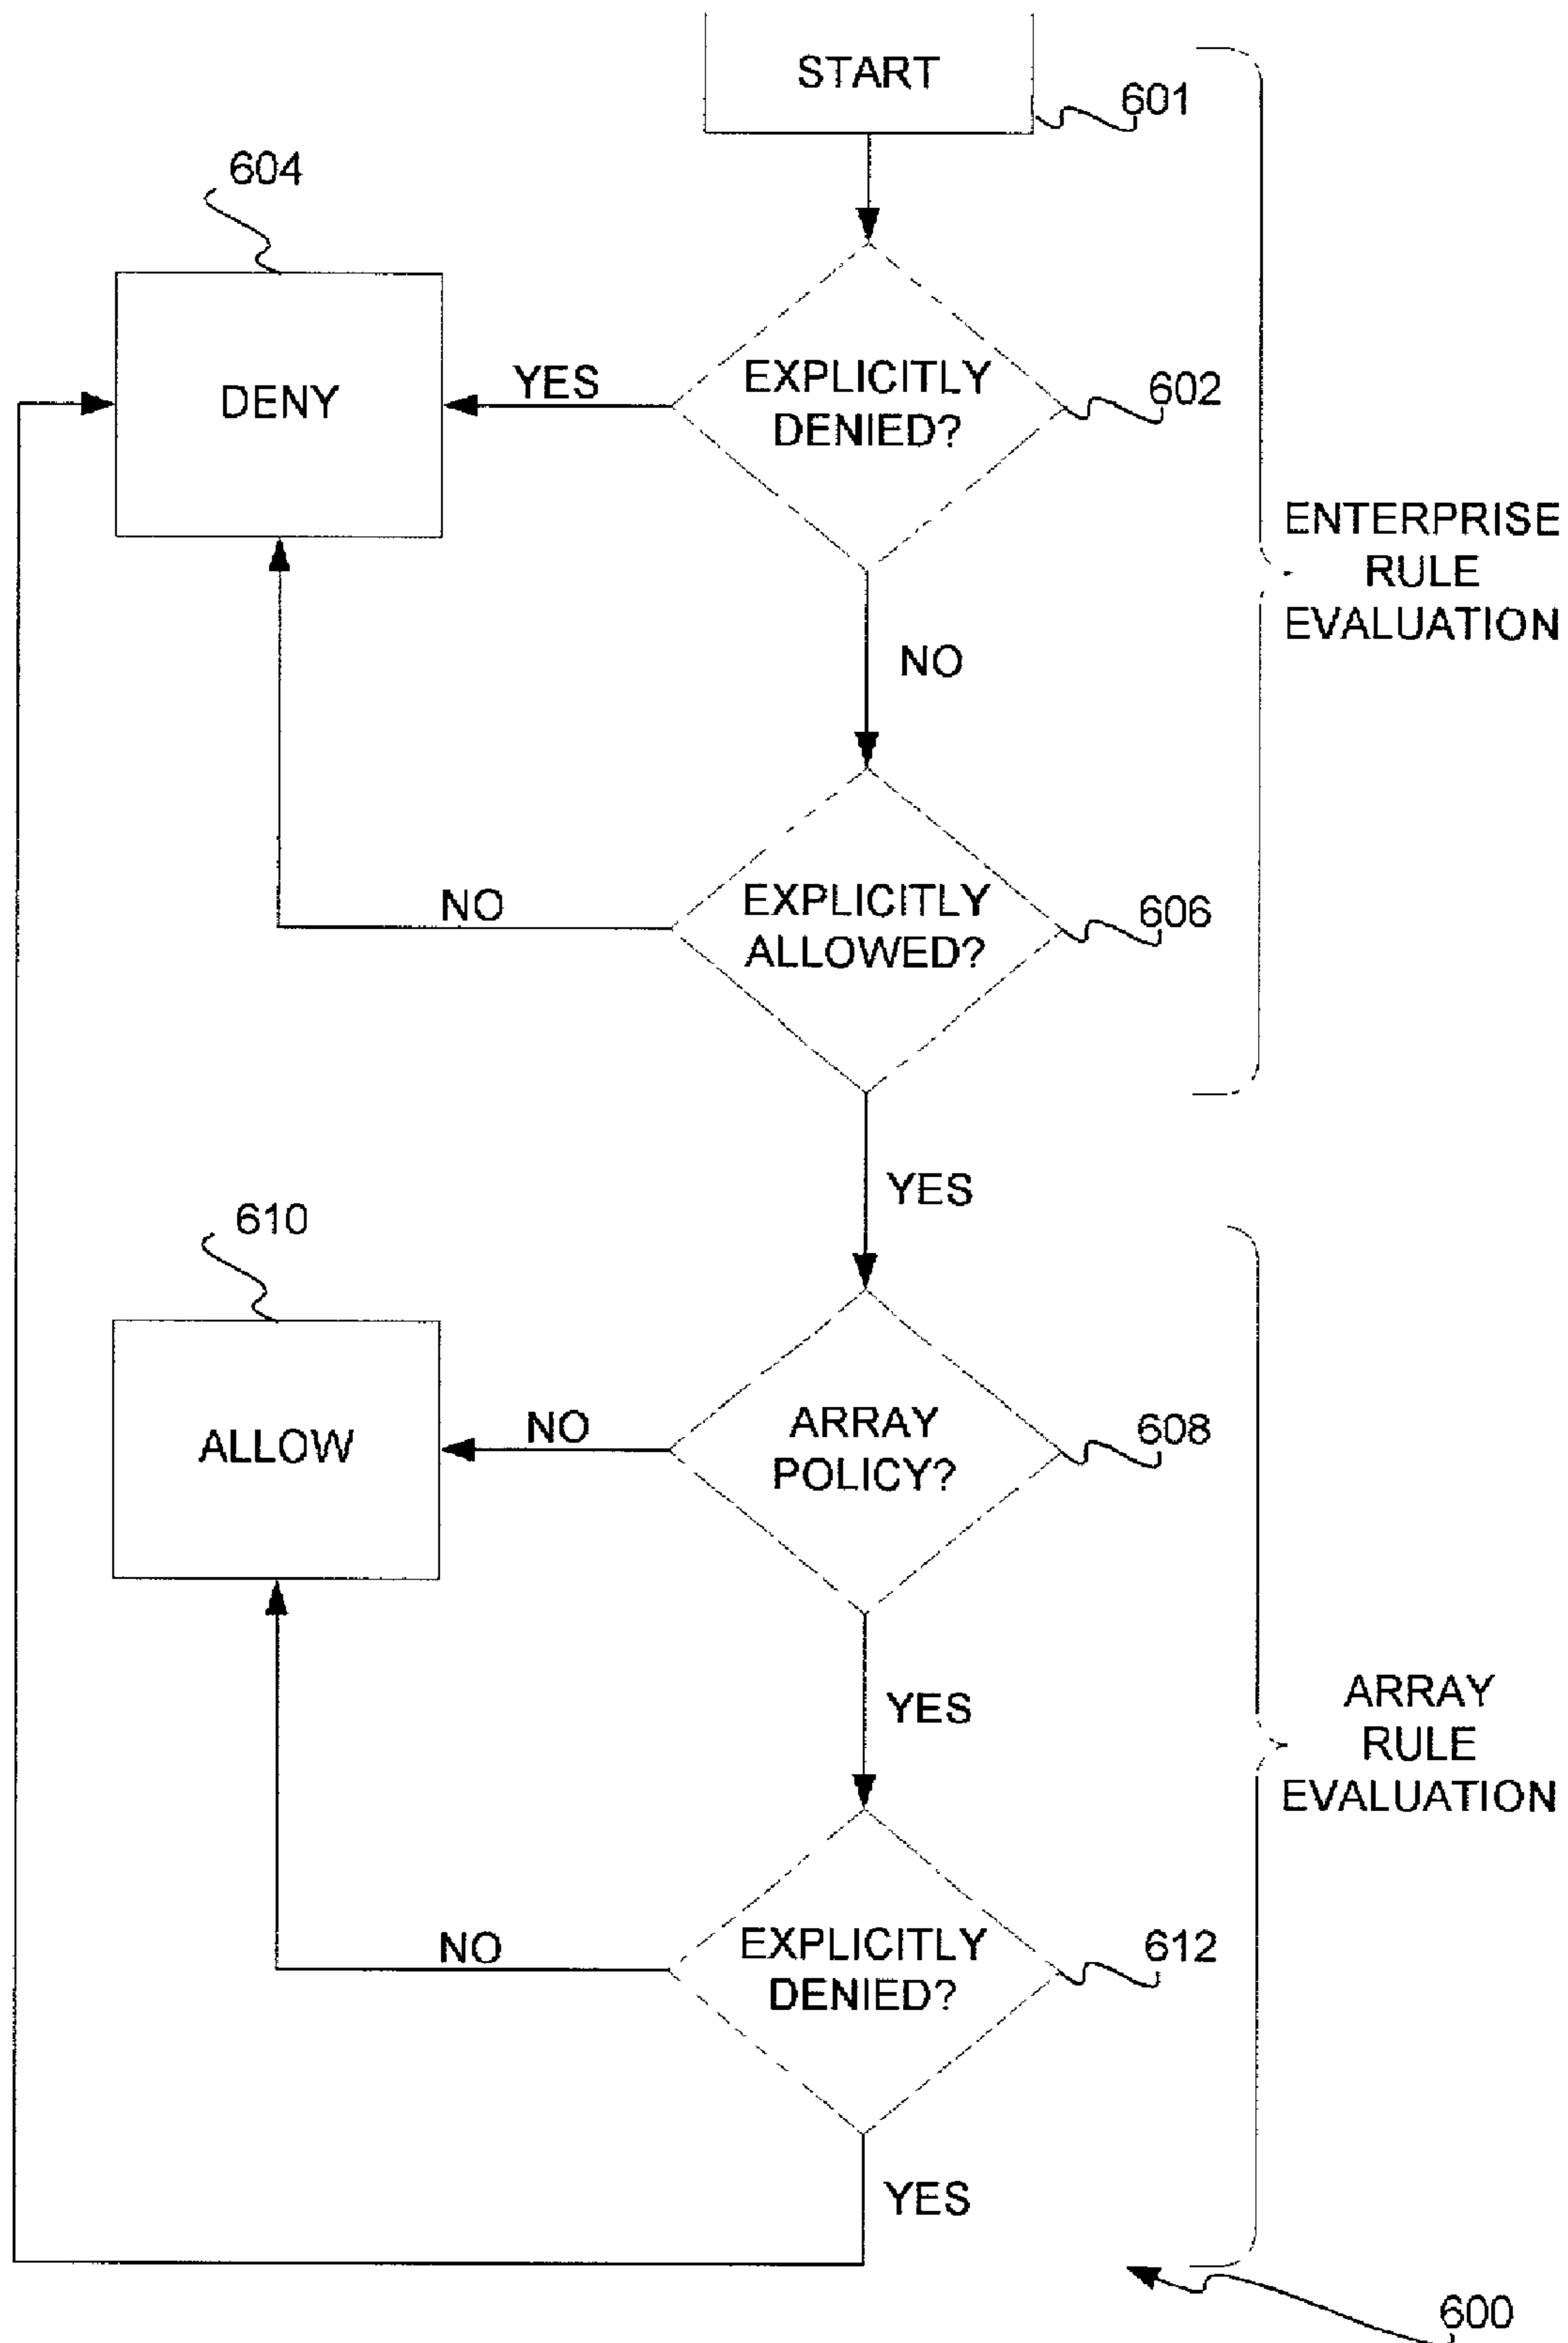 START
601
604
EXPLICITLY
DENIED?
602
YES
DENY
ENTERPRISE
RULE
EVALUATION
NO
EXPLICITLY
ALLOWED?
606
NO
YES
610
ARRAY
POLICY?
608
NO
ALLOW
YES
ARRAY
RULE
EVALUATION
EXPLICITLY
DENIED?
612
NO
YES
600